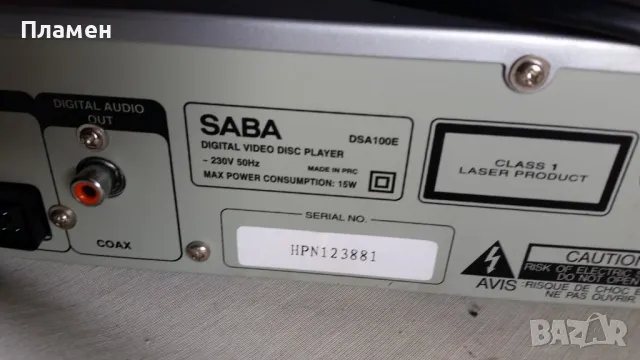 Пламен
DIGITAL AUDIO
OUT
COAX
SABA
DSA100E
DIGITAL VIDEO DISC PLAYER
~ 230V 50Hz
MADE IN PRC
MAX POWER CONSUMPTION: 15W
CLASS 1
LASER PRODUCT
SERIAL NO.
HPN123881
CAUTION
RISK OF ELECTRIC
DO NOT OPEN
AVIS
:RISQUE DE CHOC
NE PAS OUVRIR
bazar